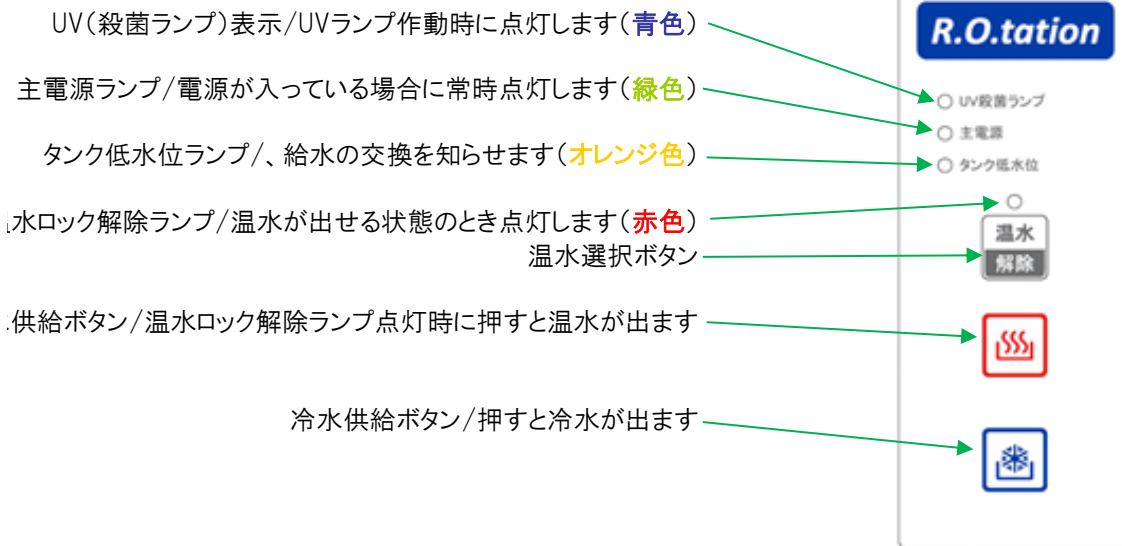 UV(殺菌ランプ)表示/UVランプ作動時に点灯します(青色)
主電源ランプ/電源が入っている場合に常時点灯します(緑色)
タンク低水位ランプ/、給水の交換を知らせます(オレンジ色)
水ロック解除ランプ/温水が出せる状態のとき点灯します(赤色)
温水選択ボタン
供給ボタン/温水ロック解除ランプ点灯時に押すと温水が出ます
冷水供給ボタン/押すと冷水が出ます
R.O.tation
UV殺菌ランプ
主電源
タンク低水位
温水
解除